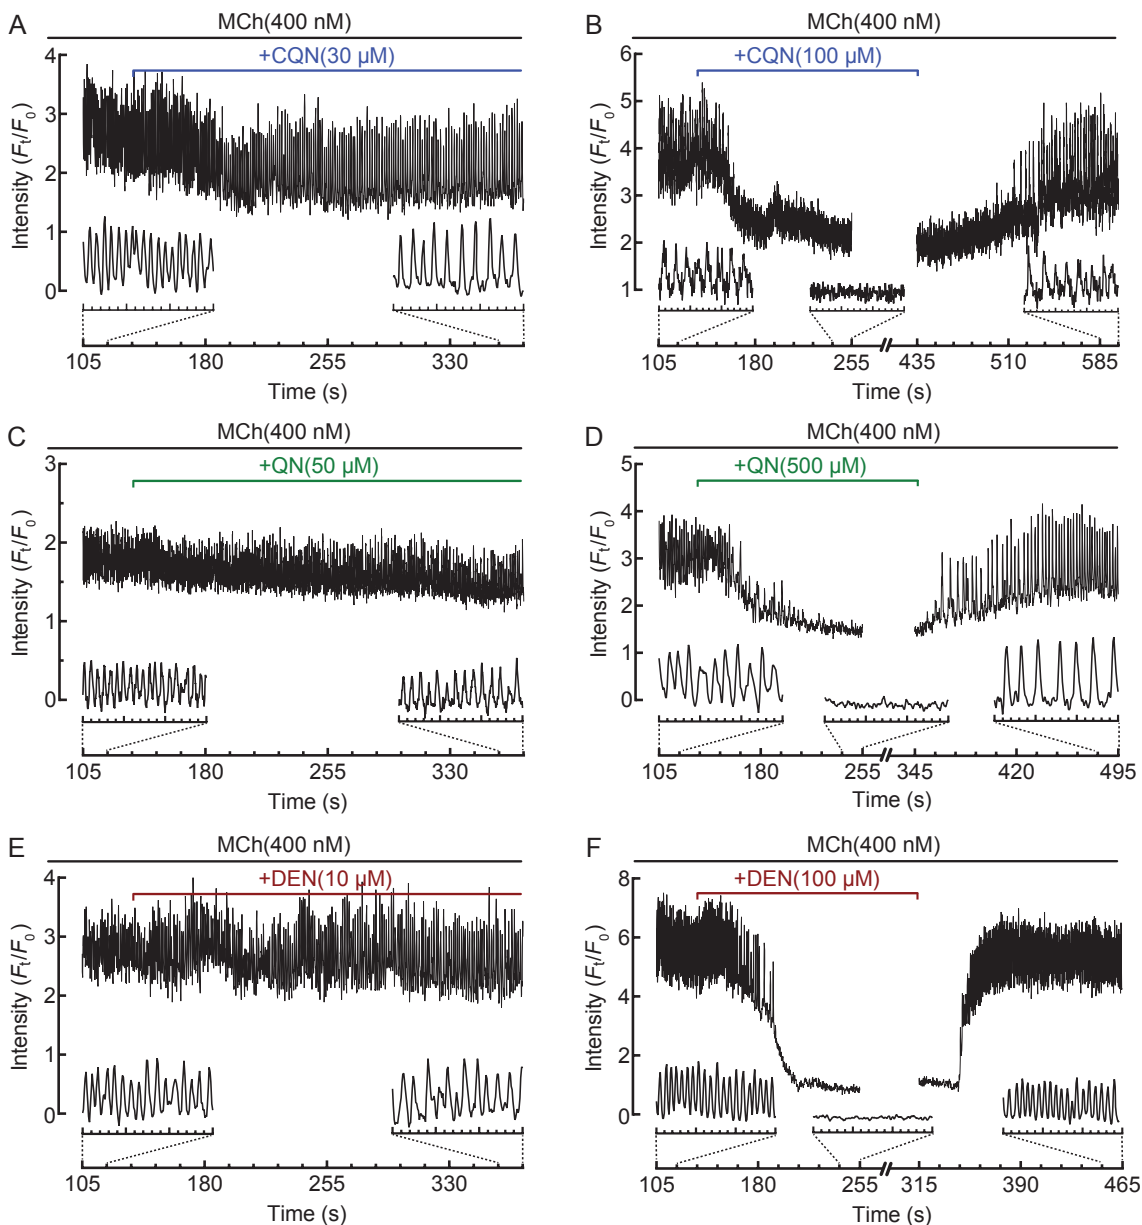 A
MCh(400 nM)
+CQN(30 µM)
Intensity (Ft/F0)
4
3
2
1
0
105 180 255 330
Time (s)
B
MCh(400 nM)
+CQN(100 µM)
Intensity (Ft/F0)
6
5
4
3
2
1
105 180 255 435 510 585
Time (s)
C
MCh(400 nM)
+QN(50 µM)
Intensity (Ft/F0)
3
2
1
0
105 180 255 330
Time (s)
D
MCh(400 nM)
+QN(500 µM)
Intensity (Ft/F0)
5
4
3
2
1
0
105 180 255 345 420 495
Time (s)
E
MCh(400 nM)
+DEN(10 µM)
Intensity (Ft/F0)
4
3
2
1
0
105 180 255 330
Time (s)
F
MCh(400 nM)
+DEN(100 µM)
Intensity (Ft/F0)
8
6
4
2
0
105 180 255 315 390 465
Time (s)